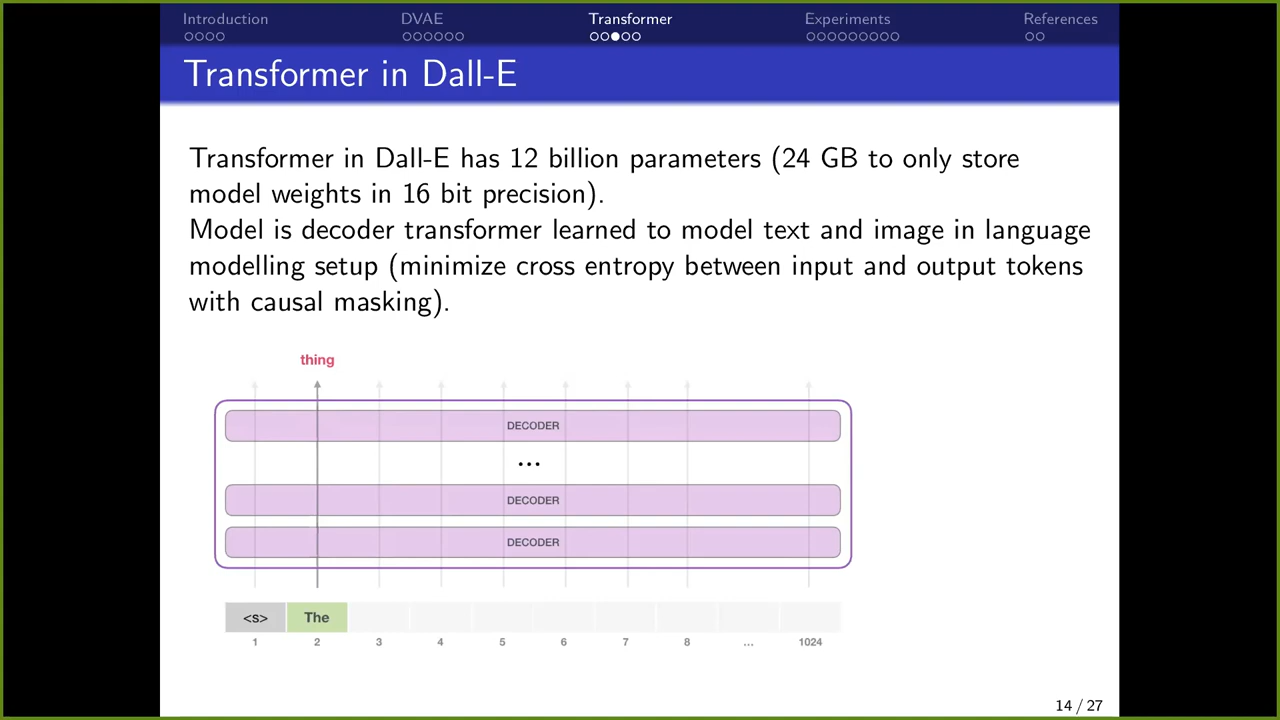 Introduction DVAE Transformer Experiments References
Transformer in Dall-E
Transformer in Dall-E has 12 billion parameters (24 GB to only store
model weights in 16 bit precision).
Model is decoder transformer learned to model text and image in language
modelling setup (minimize cross entropy between input and output tokens
with causal masking).
thing
DECODER
...
DECODER
DECODER
<s> The
1 2 3 4 5 6 7 8 ... 1024
14 / 27